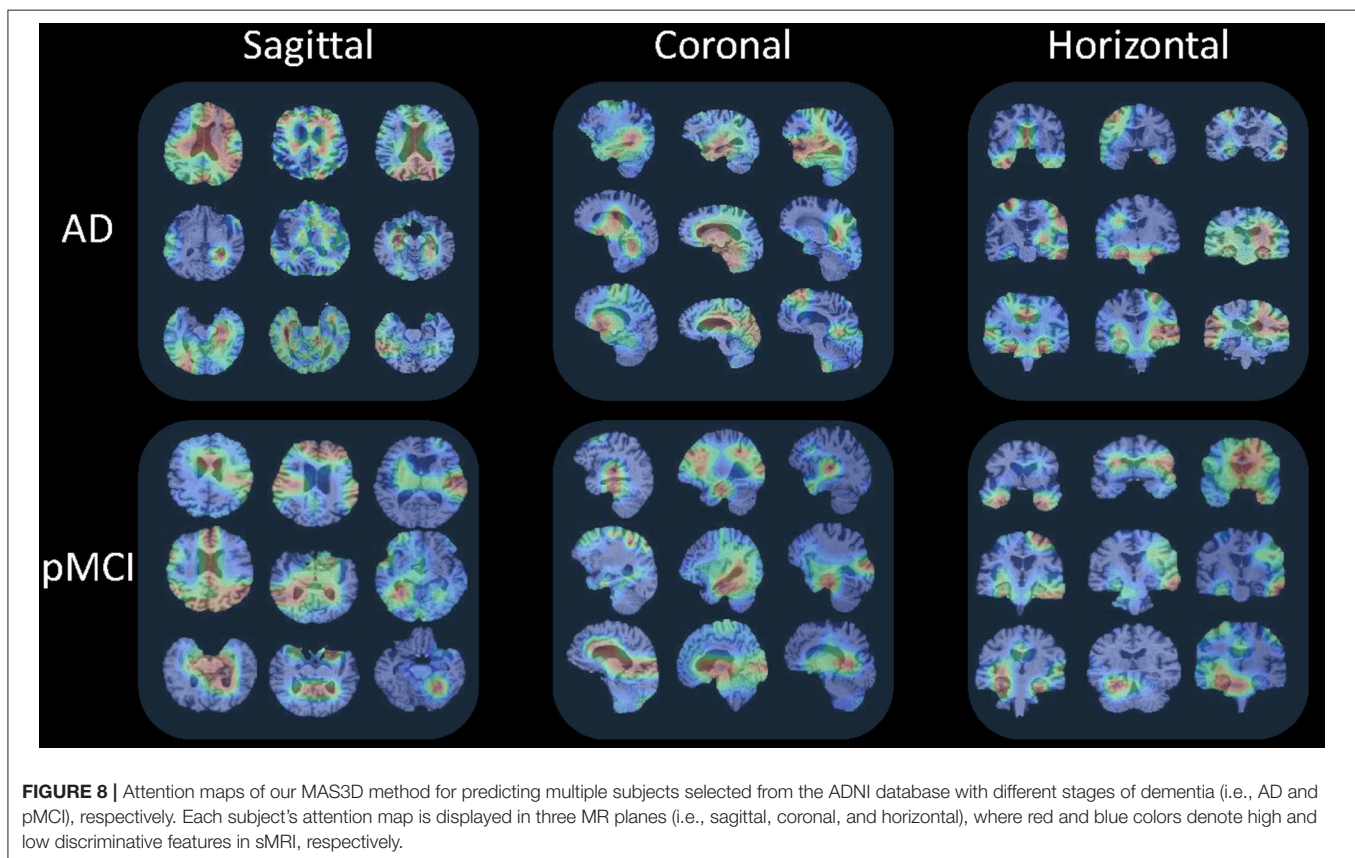 Sagittal Coronal Horizontal
AD
pMCI
FIGURE 8 | Attention maps of our MAS3D method for predicting multiple subjects selected from the ADNI database with different stages of dementia (i.e., AD and
pMCI), respectively. Each subject's attention map is displayed in three MR planes (i.e., sagittal, coronal, and horizontal), where red and blue colors denote high and
low discriminative features in sMRI, respectively.